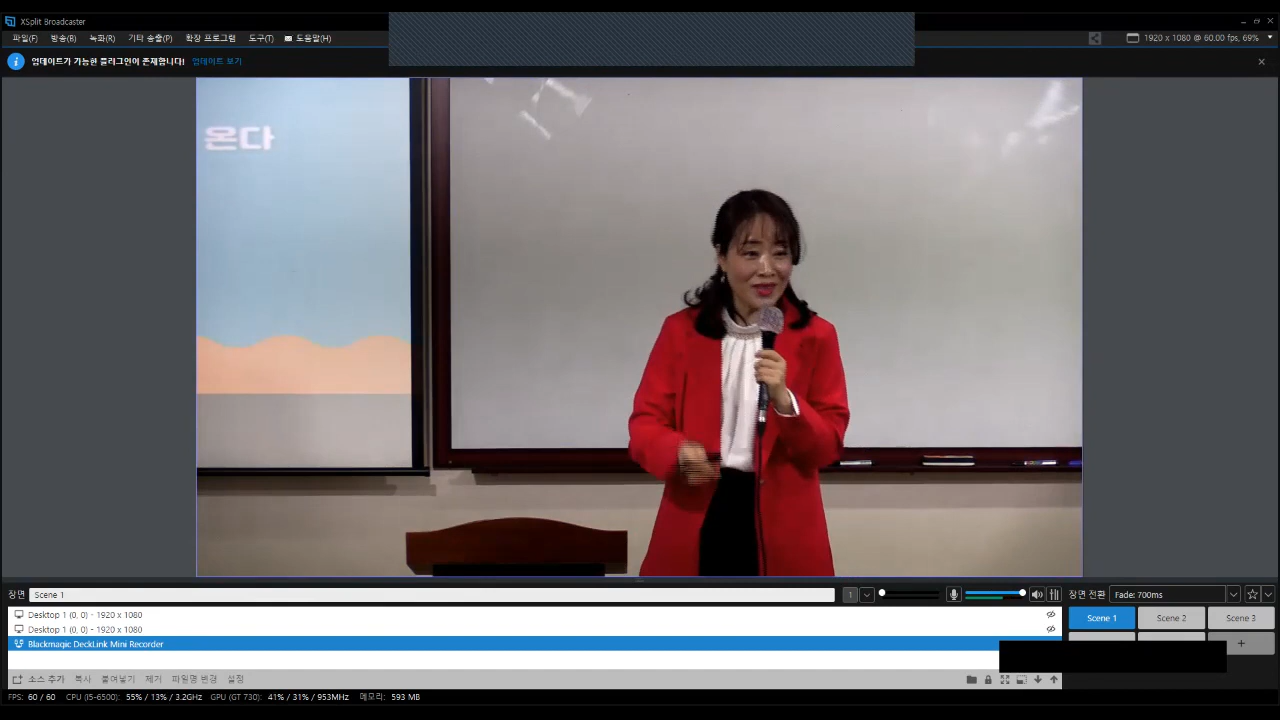 XSplit Broadcaster
파일(F) 방송(B) 녹화(R) 기타 송출(P) 확장 프로그램 도구(T) 도움말(H) 1920 x 1080 @ 60.00 fps, 69%
i 업데이트가 가능한 플러그인이 존재합니다! 업데이트 보기
온다
장면 Scene 1 1 장면 전환 Fade: 700ms
Desktop 1 (0, 0) - 1920 x 1080
Desktop 1 (0, 0) - 1920 x 1080
Blackmagic DeckLink Mini Recorder
Scene 1 Scene 2 Scene 3
+
소스 추가 복사 붙여넣기 제거 파일명 변경 설정
FPS: 60 / 60 CPU (I5-6500): 55% / 13% / 3.2GHz GPU (GT 730): 41% / 31% / 953MHz 메모리: 593 MB